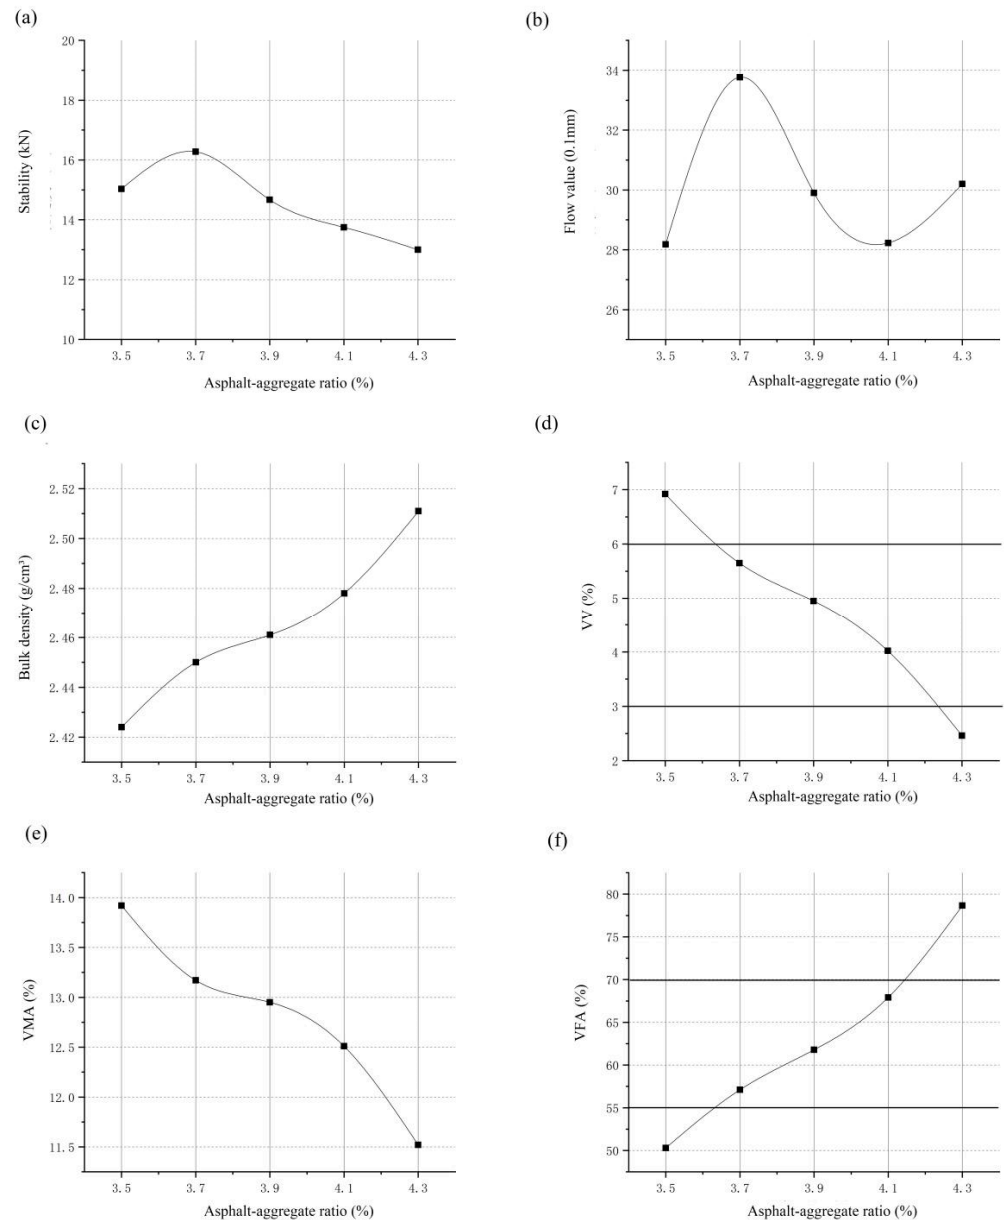 (a)
20
18
16
14
12
10
Stability (kN)
3.5 3.7 3.9 4.1 4.3
Asphalt-aggregate ratio (%)
(b)
34
32
30
28
26
Flow value (0.1mm)
3.5 3.7 3.9 4.1 4.3
Asphalt-aggregate ratio (%)
(c)
2.52
2.50
2.48
2.46
2.44
2.42
Bulk density (g/cm³)
3.5 3.7 3.9 4.1 4.3
Asphalt-aggregate ratio (%)
(d)
7
6
5
4
3
2
VV (%)
3.5 3.7 3.9 4.1 4.3
Asphalt-aggregate ratio (%)
(e)
14.0
13.5
13.0
12.5
12.0
11.5
VMA (%)
3.5 3.7 3.9 4.1 4.3
Asphalt-aggregate ratio (%)
(f)
80
75
70
65
60
55
50
VFA (%)
3.5 3.7 3.9 4.1 4.3
Asphalt-aggregate ratio (%)